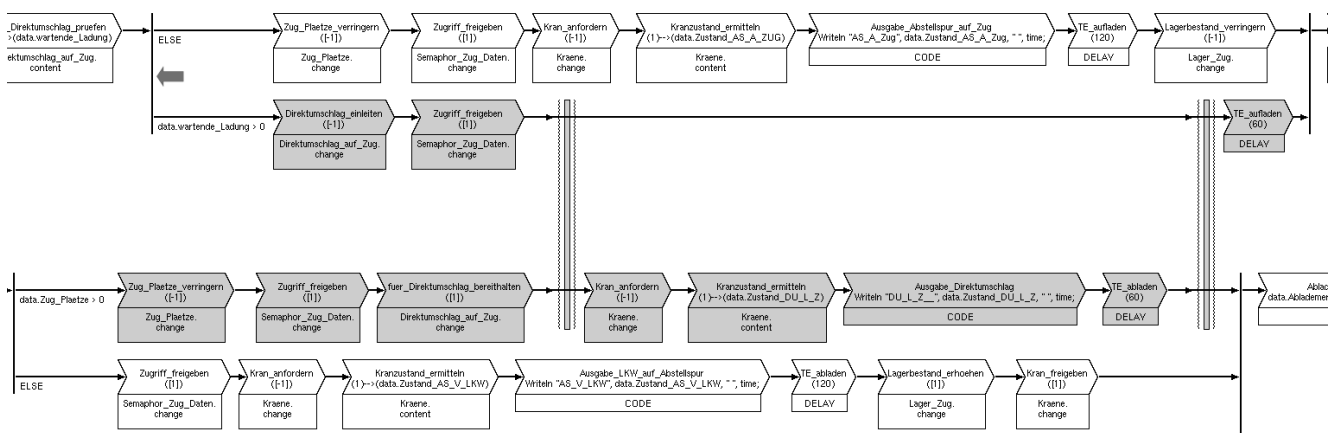 _Direktumschlag_pruefen
>(data.wartende_Ladung)
ektumschlag_auf_Zug.
content
ELSE
Zug_Plaetze_verringern
([-1])
Zug_Plaetze.
change
Zugriff_freigeben
([1])
Semaphor_Zug_Daten.
change
Kran_anfordern
([-1])
Kraene.
change
Kranzustand_ermitteln
(1)-->(data.Zustand_AS_A_ZUG)
Kraene.
content
Ausgabe_Abstellspur_auf_Zug
Writeln "AS_A_Zug", data.Zustand_AS_A_Zug, " ", time;
CODE
TE_aufladen
(120)
DELAY
Lagerbestand_verringern
([-1])
Lager_Zug.
change
data.wartende_Ladung > 0
Direktumschlag_einleiten
([-1])
Direktumschlag_auf_Zug.
change
Zugriff_freigeben
([1])
Semaphor_Zug_Daten.
change
TE_aufladen
(60)
DELAY
data.Zug_Plaetze > 0
Zug_Plaetze_verringern
([-1])
Zug_Plaetze.
change
Zugriff_freigeben
([1])
Semaphor_Zug_Daten.
change
fuer_Direktumschlag_bereithalten
([1])
Direktumschlag_auf_Zug.
change
Kran_anfordern
([-1])
Kraene.
change
Kranzustand_ermitteln
(1)-->(data.Zustand_DU_L_Z)
Kraene.
content
Ausgabe_Direktumschlag
Writeln "DU_L_Z__", data.Zustand_DU_L_Z, " ", time;
CODE
TE_abladen
(60)
DELAY
Ablac
data.Ablademe
ELSE
Zugriff_freigeben
([1])
Semaphor_Zug_Daten.
change
Kran_anfordern
([-1])
Kraene.
change
Kranzustand_ermitteln
(1)-->(data.Zustand_AS_V_LKW)
Kraene.
content
Ausgabe_LKW_auf_Abstellspur
Writeln "AS_V_LKW", data.Zustand_AS_V_LKW, " ", time;
CODE
TE_abladen
(120)
DELAY
Lagerbestand_erhoehen
([1])
Lager_Zug.
change
Kran_freigeben
([1])
Kraene.
change